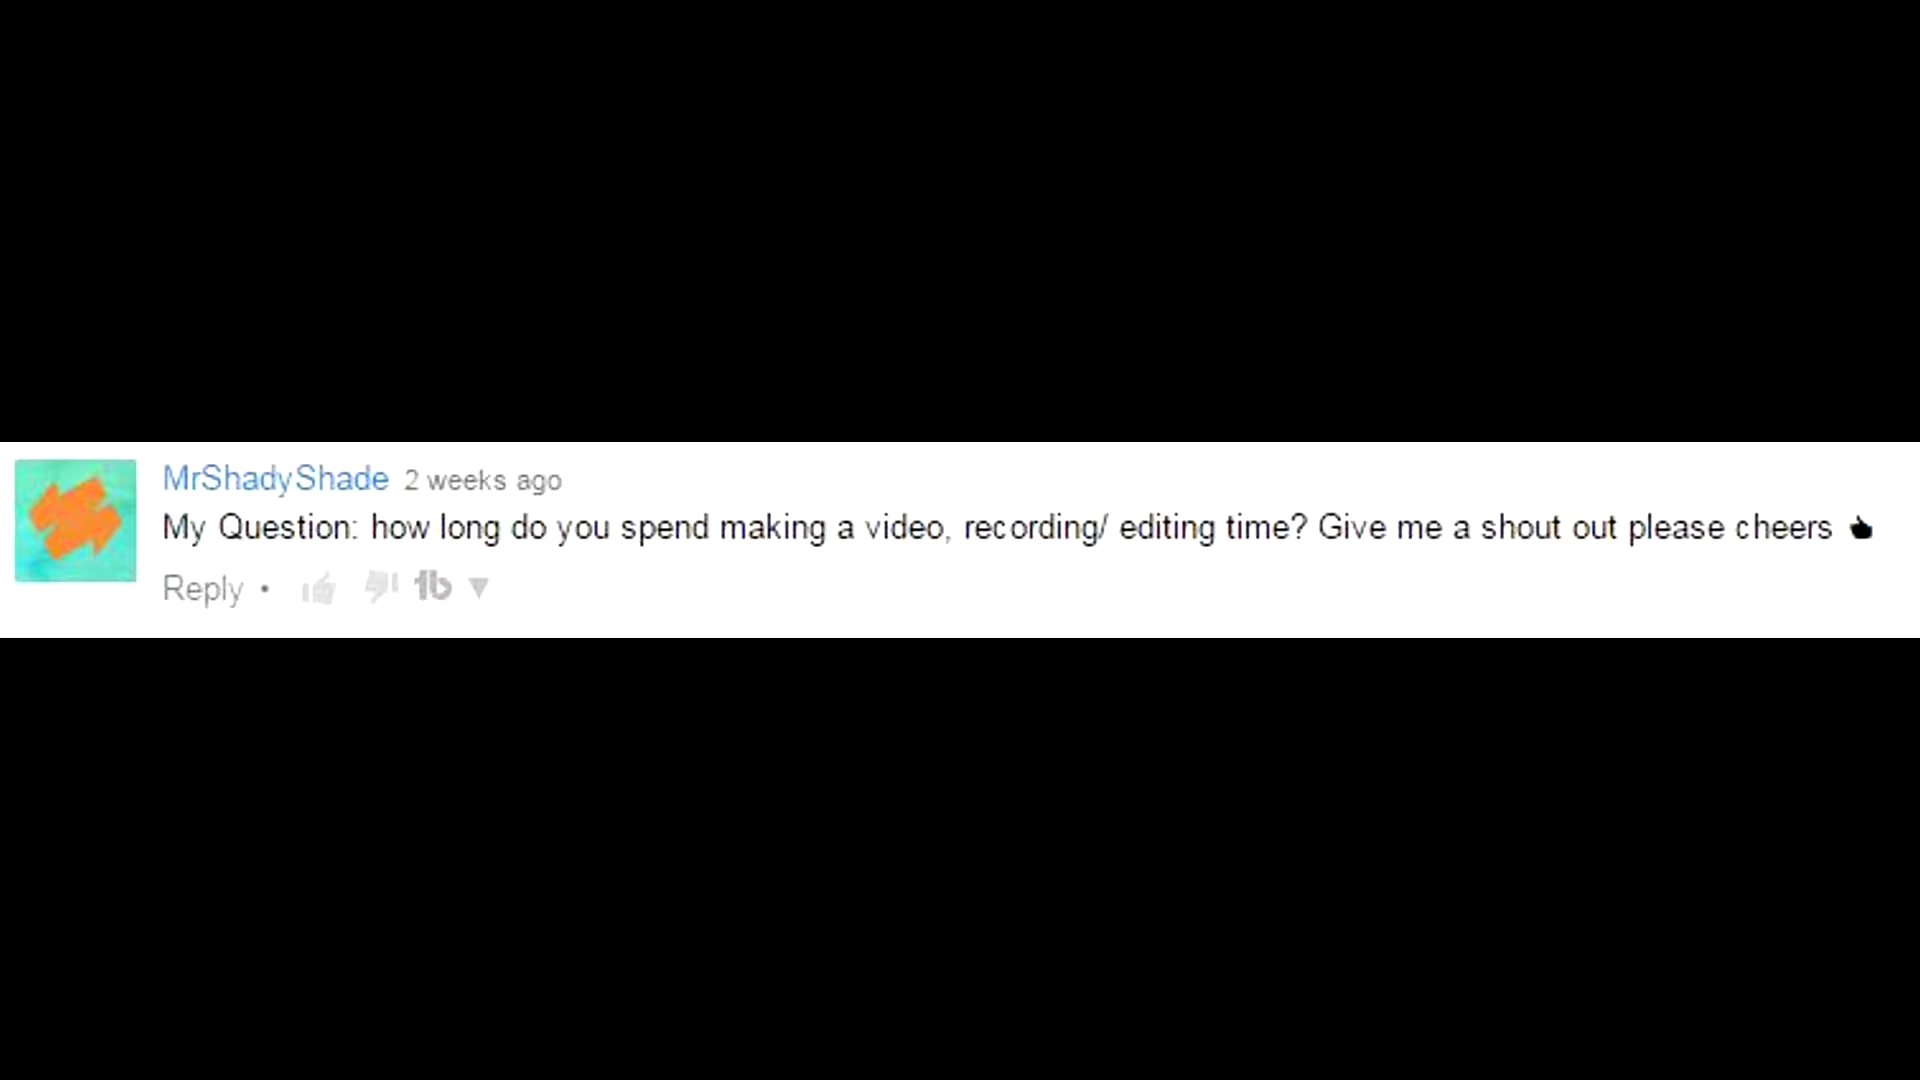 MrShadyShade 2 weeks ago
My Question: how long do you spend making a video, recording/ editing time? Give me a shout out please cheers
Reply •